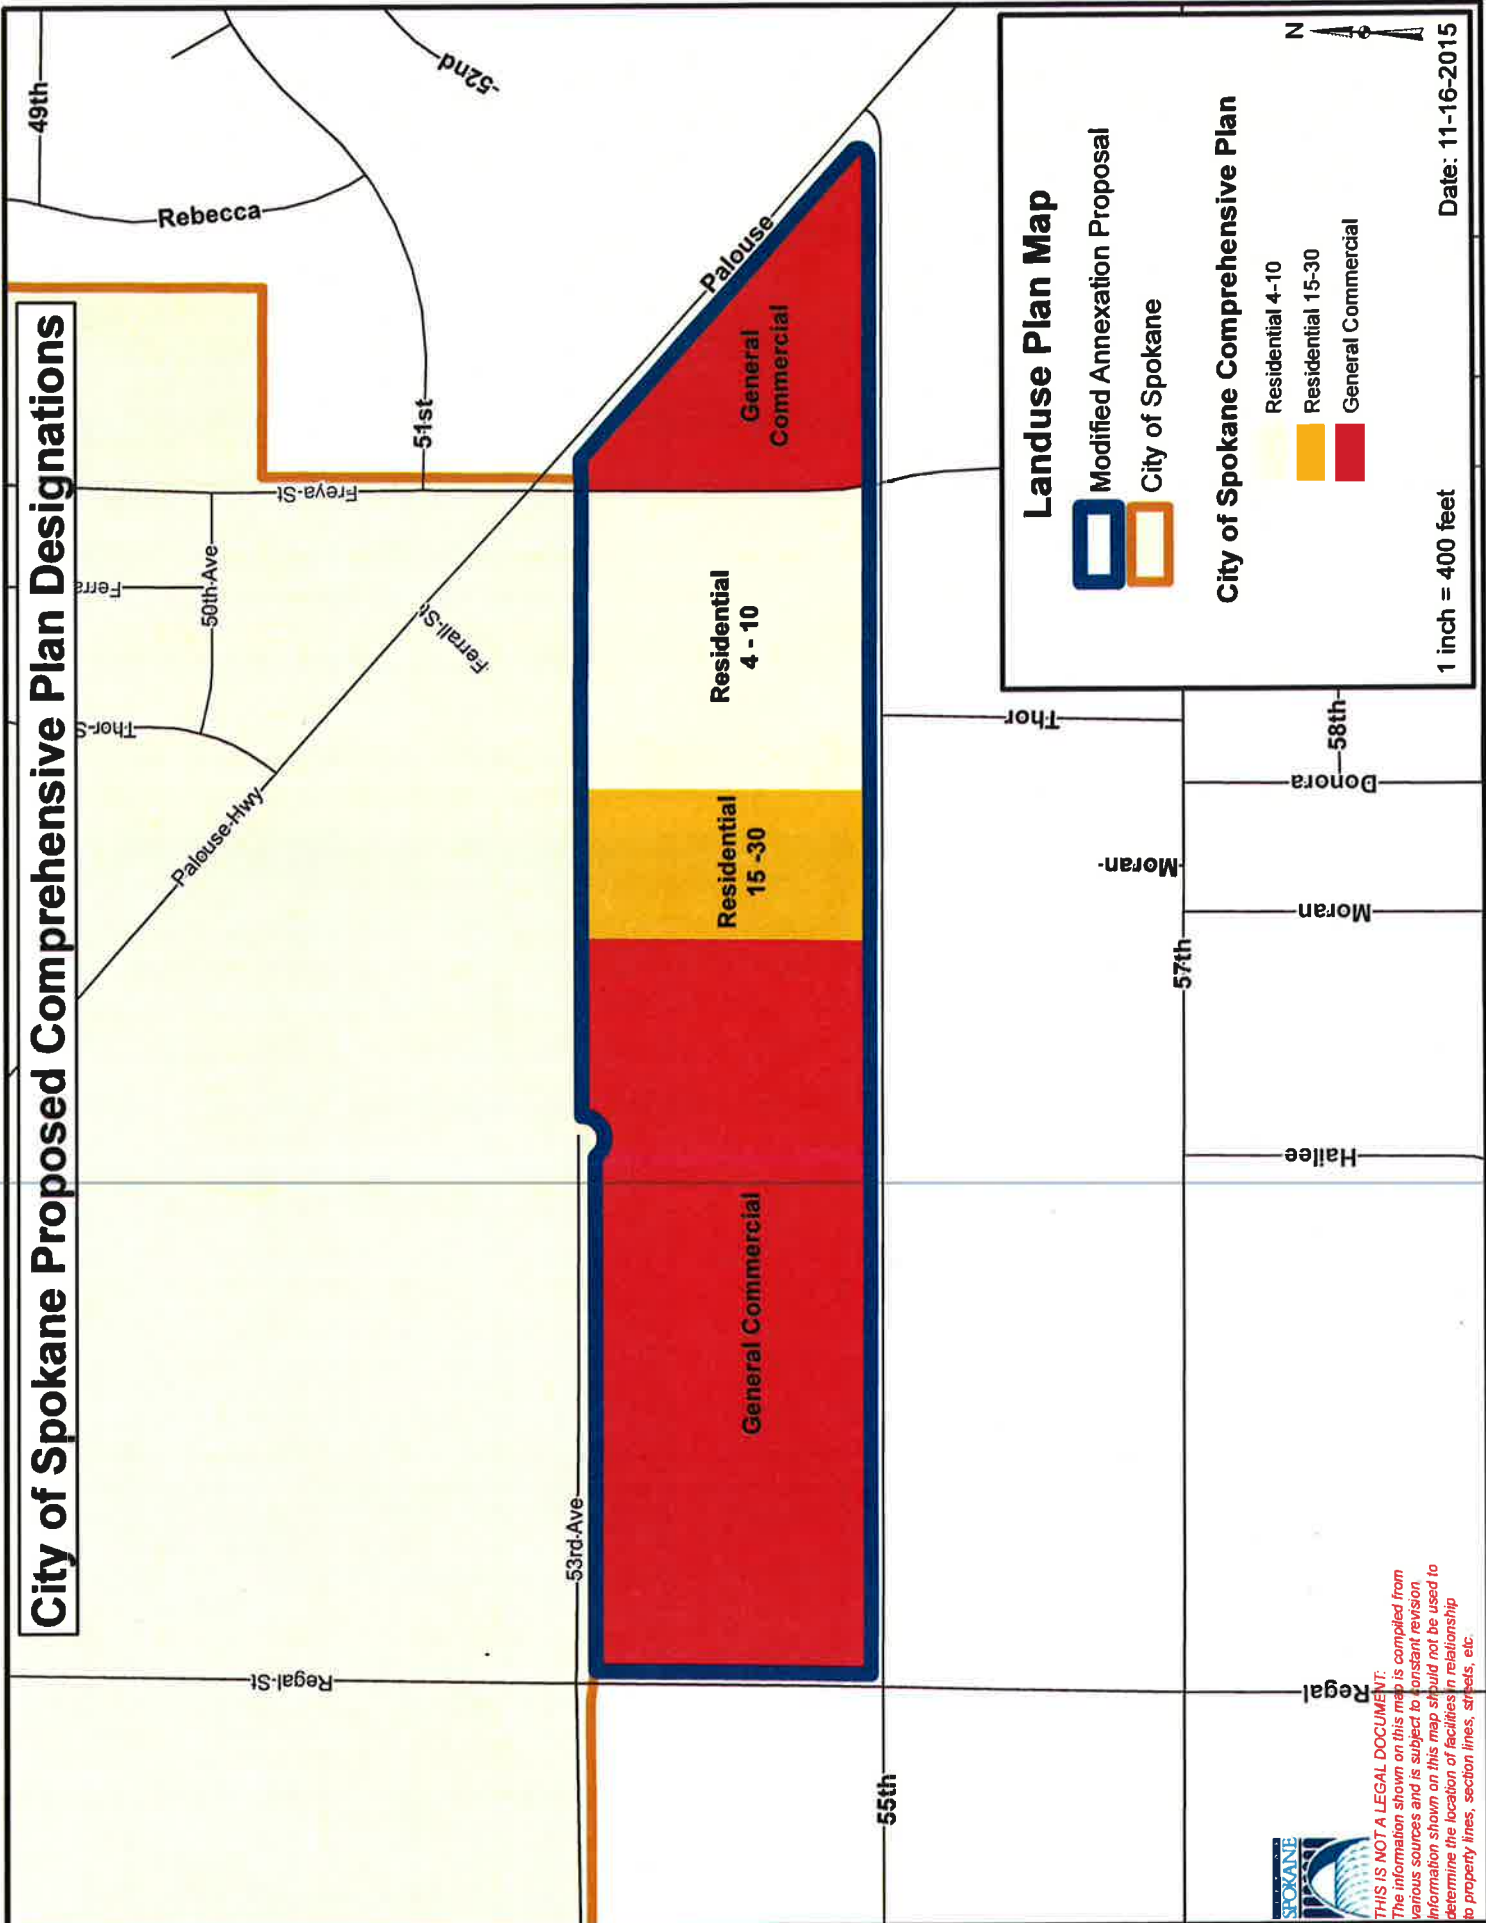 City of Spokane Proposed Comprehensive Plan Designations
49th
52nd
Rebecca
51st
Freya St
Ferra
50th Ave
Thor S
Ferrall St
Palouse Hwy
Palouse
Regal St
53rd Ave
General Commercial
Residential
15 -30
Residential
4 - 10
General
Commercial
55th
Thor
Moran
57th
58th
Donora
Moran
Hailee
Regal
Landuse Plan Map
Modified Annexation Proposal
City of Spokane
City of Spokane Comprehensive Plan
Residential 4-10
Residential 15-30
General Commercial
N
1 inch = 400 feet
Date: 11-16-2015
SPOKANE
THIS IS NOT A LEGAL DOCUMENT:
The information shown on this map is compiled from
various sources and is subject to constant revision.
Information shown on this map should not be used to
determine the location of facilities in relationship
to property lines, section lines, streets, etc.